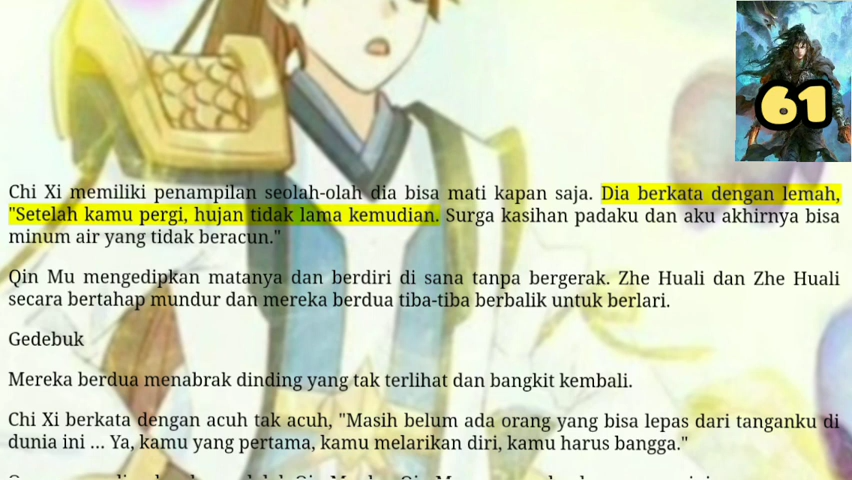 61
Chi Xi memiliki penampilan seolah-olah dia bisa mati kapan saja. Dia berkata dengan lemah,
"Setelah kamu pergi, hujan tidak lama kemudian. Surga kasihan padaku dan aku akhirnya bisa
minum air yang tidak beracun."
Qin Mu mengedipkan matanya dan berdiri di sana tanpa bergerak. Zhe Huali dan Zhe Huali
secara bertahap mundur dan mereka berdua tiba-tiba berbalik untuk berlari.
Gedebuk
Mereka berdua menabrak dinding yang tak terlihat dan bangkit kembali.
Chi Xi berkata dengan acuh tak acuh, "Masih belum ada orang yang bisa lepas dari tanganku di
dunia ini ... Ya, kamu yang pertama, kamu melarikan diri, kamu harus bangga."